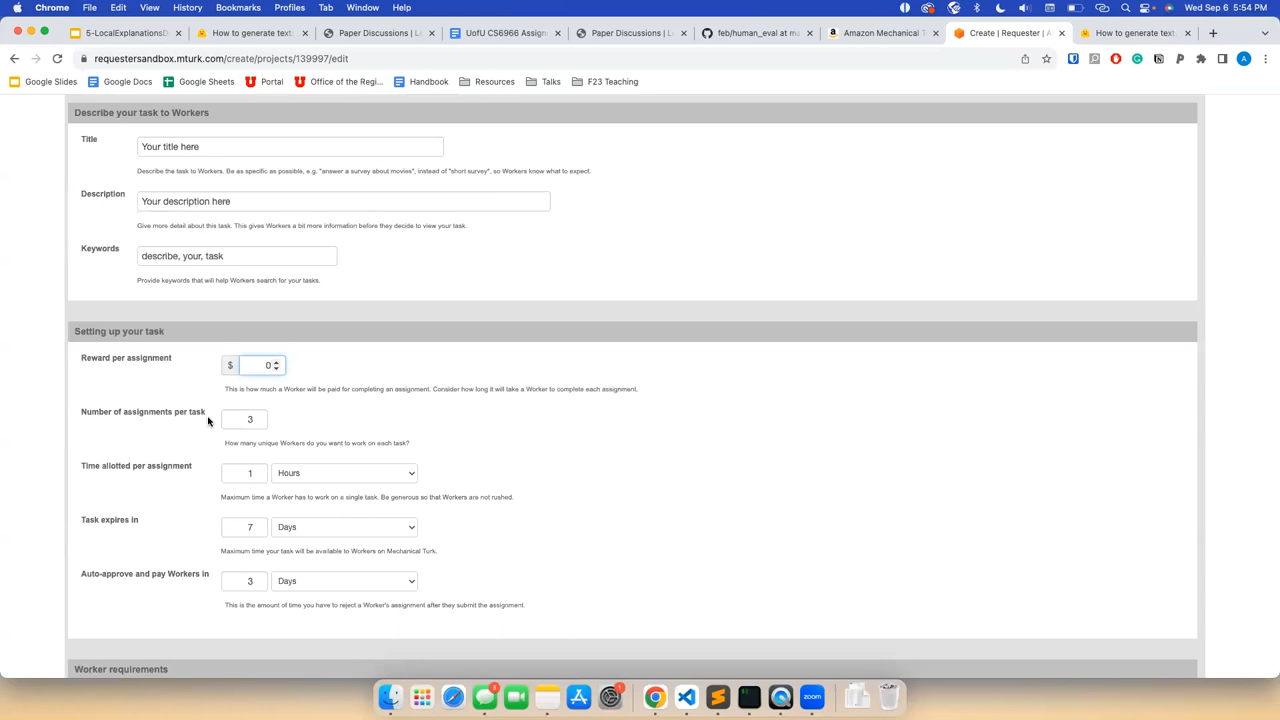 Chrome File Edit View History Bookmarks Profiles Tab Window Help
Sep 6 5:54 PM
5-LocalExplanationsD
How to generate text:
Paper Discussions | L
UofU CS6966 Assign
Paper Discussions | L
feb/human_eval at ma
Amazon Mechanical T
Create | Requester | A
How to generate text:
requestersandbox.mturk.com/create/projects/139997/edit
A
Google Slides Google Docs Google Sheets Portal Office of the Regi... Handbook Resources Talks F23 Teaching
Describe your task to Workers
Title
Your title here
Describe the task to Workers. Be as specific as possible, e.g. "answer a survey about movies", instead of "short survey", so Workers know what to expect.
Description
Your description here
Give more detail about this task. This gives Workers a bit more information before they decide to view your task.
Keywords
describe, your, task
Provide keywords that will help Workers search for your tasks.
Setting up your task
Reward per assignment
$ 0
This is how much a Worker will be paid for completing an assignment. Consider how long it will take a Worker to complete each assignment.
Number of assignments per task
3
How many unique Workers do you want to work on each task?
Time allotted per assignment
1 Hours
Maximum time a Worker has to work on a single task. Be generous so that Workers are not rushed.
Task expires in
7 Days
Maximum time your task will be available to Workers on Mechanical Turk.
Auto-approve and pay Workers in
3 Days
This is the amount of time you have to reject a Worker's assignment after they submit the assignment.
Worker requirements
zoom